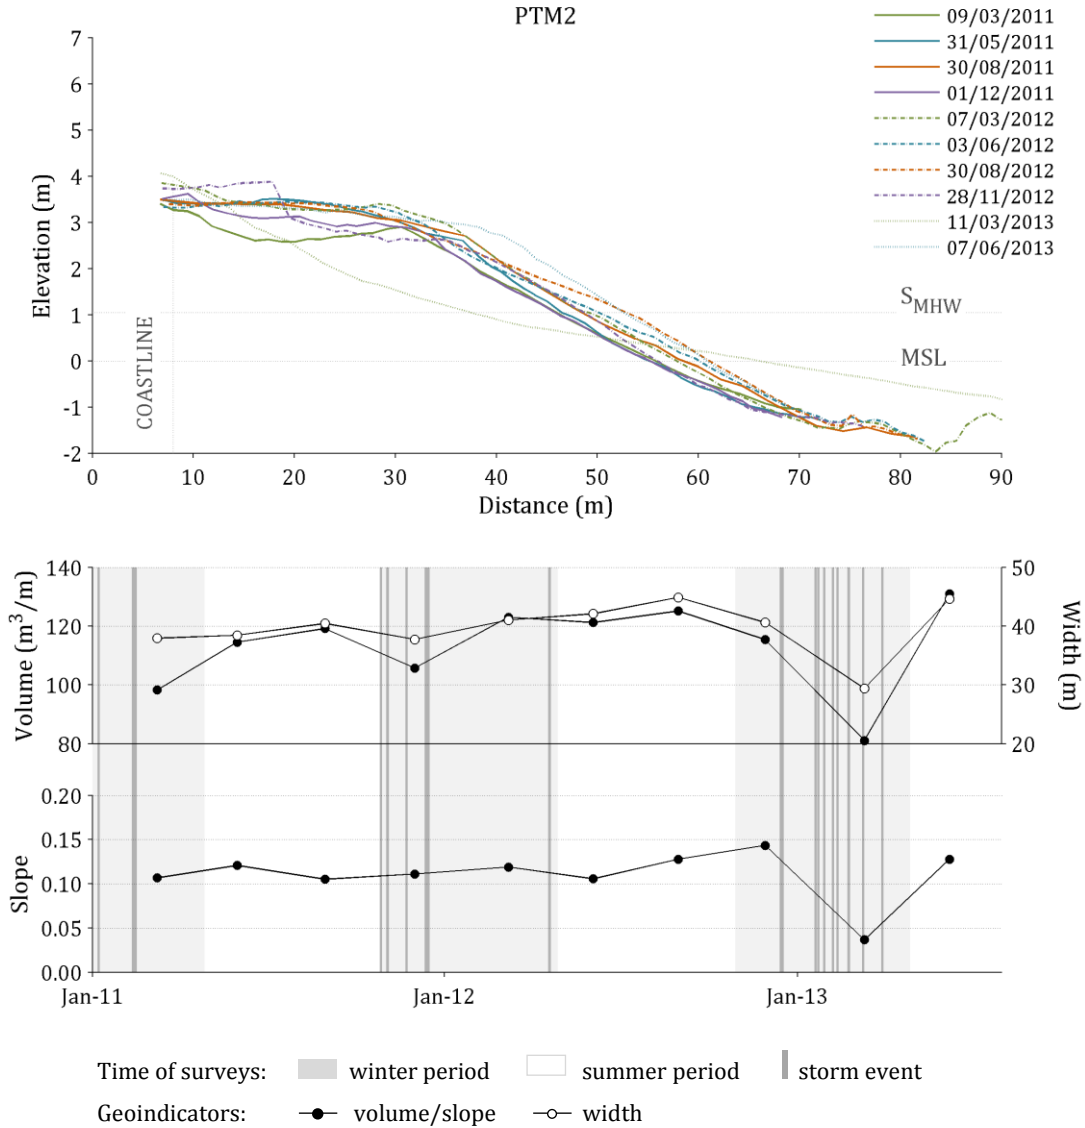 PTM2
7
6
5
4
3
2
1
0
-1
-2
Elevation (m)
0 10 20 30 40 50 60 70 80 90
Distance (m)
COASTLINE
S_MHW
MSL
09/03/2011
31/05/2011
30/08/2011
01/12/2011
07/03/2012
03/06/2012
30/08/2012
28/11/2012
11/03/2013
07/06/2013
140
120
100
80
Volume (m³/m)
50
40
30
20
Width (m)
0.20
0.15
0.10
0.05
0.00
Slope
Jan-11 Jan-12 Jan-13
Time of surveys: winter period summer period storm event
Geoindicators: volume/slope width